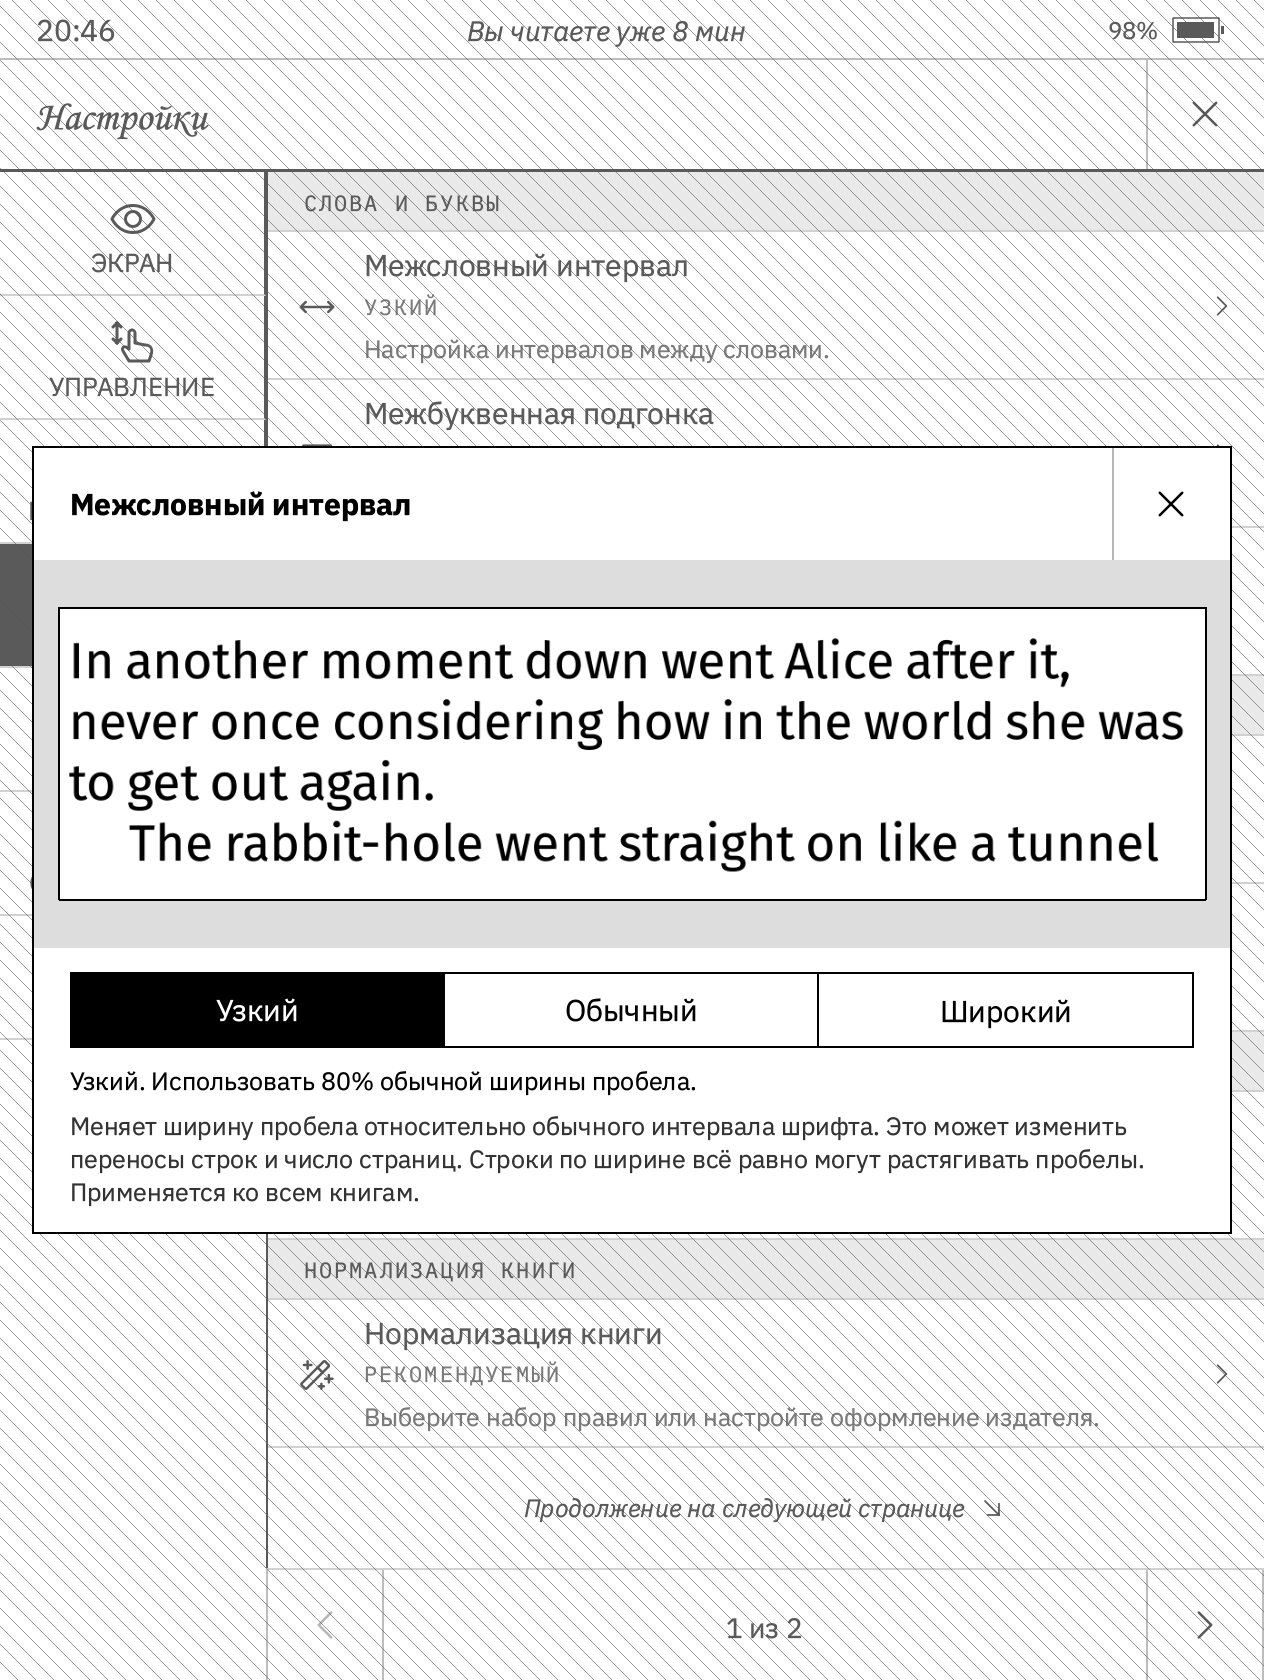 20:46
Вы читаете уже 8 мин
98%
Настройки
ЭКРАН
УПРАВЛЕНИЕ
СЛОВА И БУКВЫ
Межсловный интервал
УЗКИЙ
Настройка интервалов между словами.
Межбуквенная подгонка
Межсловный интервал
In another moment down went Alice after it,
never once considering how in the world she was
to get out again.
The rabbit-hole went straight on like a tunnel
Узкий
Обычный
Широкий
Узкий. Использовать 80% обычной ширины пробела.
Меняет ширину пробела относительно обычного интервала шрифта. Это может изменить
переносы строк и число страниц. Строки по ширине всё равно могут растягивать пробелы.
Применяется ко всем книгам.
НОРМАЛИЗАЦИЯ КНИГИ
Нормализация книги
РЕКОМЕНДУЕМЫЙ
Выберите набор правил или настройте оформление издателя.
Продолжение на следующей странице
1 из 2